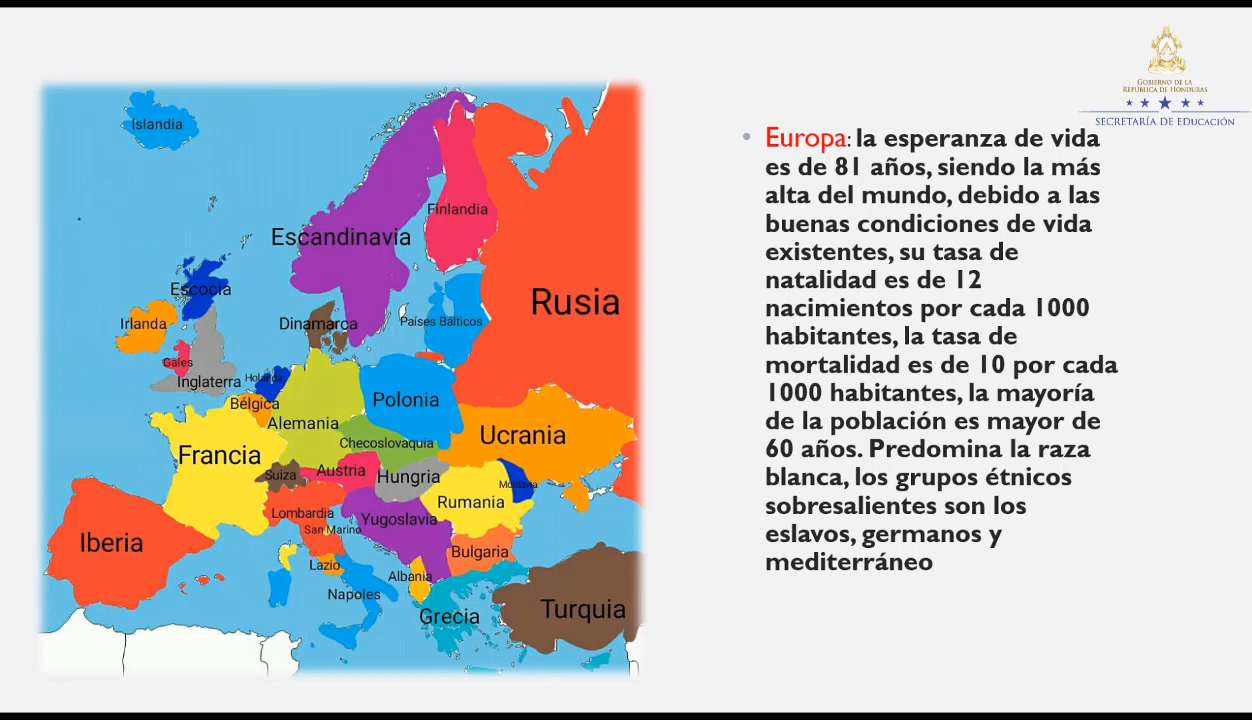 GOBIERNO DE LA
REPÚBLICA DE HONDURAS
SECRETARÍA DE EDUCACIÓN
Europa: la esperanza de vida
es de 81 años, siendo la más
alta del mundo, debido a las
buenas condiciones de vida
existentes, su tasa de
natalidad es de 12
nacimientos por cada 1000
habitantes, la tasa de
mortalidad es de 10 por cada
1000 habitantes, la mayoría
de la población es mayor de
60 años. Predomina la raza
blanca, los grupos étnicos
sobresalientes son los
eslavos, germanos y
mediterráneo
Islandia
Finlandia
Escandinavia
Escocia
Rusia
Irlanda
Dinamarca
Países Bálticos
Gales
Inglaterra
Holanda
Bélgica
Polonia
Alemania
Ucrania
Checoslovaquia
Francia
Suiza
Austria
Hungria
Moldavia
Rumania
Lombardia
Yugoslavia
San Marino
Iberia
Bulgaria
Lazio
Albania
Napoles
Grecia
Turquia